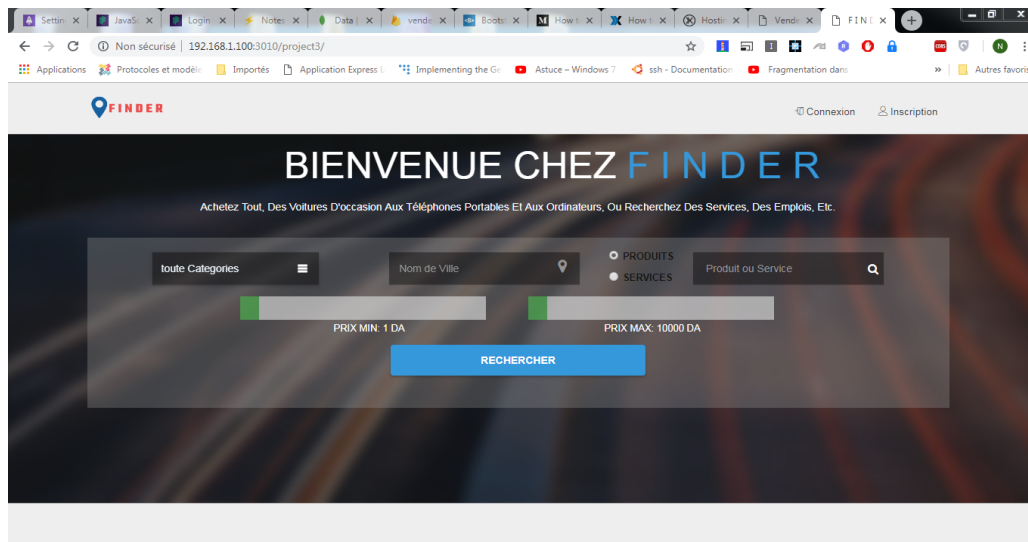 Settin
JavaSc
Login
Notes
Data |
vende
Boots
How t
How t
Hostin
Vende
F I N D
Non sécurisé | 192.168.1.100:3010/project3/
Applications
Protocoles et modèle
Importés
Application Express
Implementing the Ge
Astuce – Windows 7
ssh - Documentation
Fragmentation dans
»
Autres favoris
FINDER
Connexion
Inscription
BIENVENUE CHEZ F I N D E R
Achetez Tout, Des Voitures D'occasion Aux Téléphones Portables Et Aux Ordinateurs, Ou Recherchez Des Services, Des Emplois, Etc.
toute Categories
Nom de Ville
PRODUITS
SERVICES
Produit ou Service
PRIX MIN: 1 DA
PRIX MAX: 10000 DA
RECHERCHER